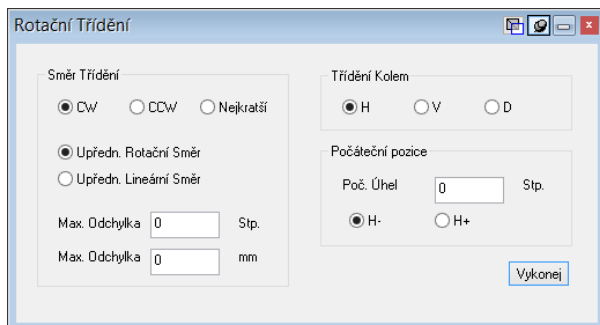 Rotační Třídění
Směr Třídění
CW CCW Nejkratší
Upředn. Rotační Směr
Upředn. Lineární Směr
Max. Odchylka 0 Stp.
Max. Odchylka 0 mm
Třídění Kolem
H V D
Počáteční pozice
Poč. Úhel 0 Stp.
H- H+
Vykonej